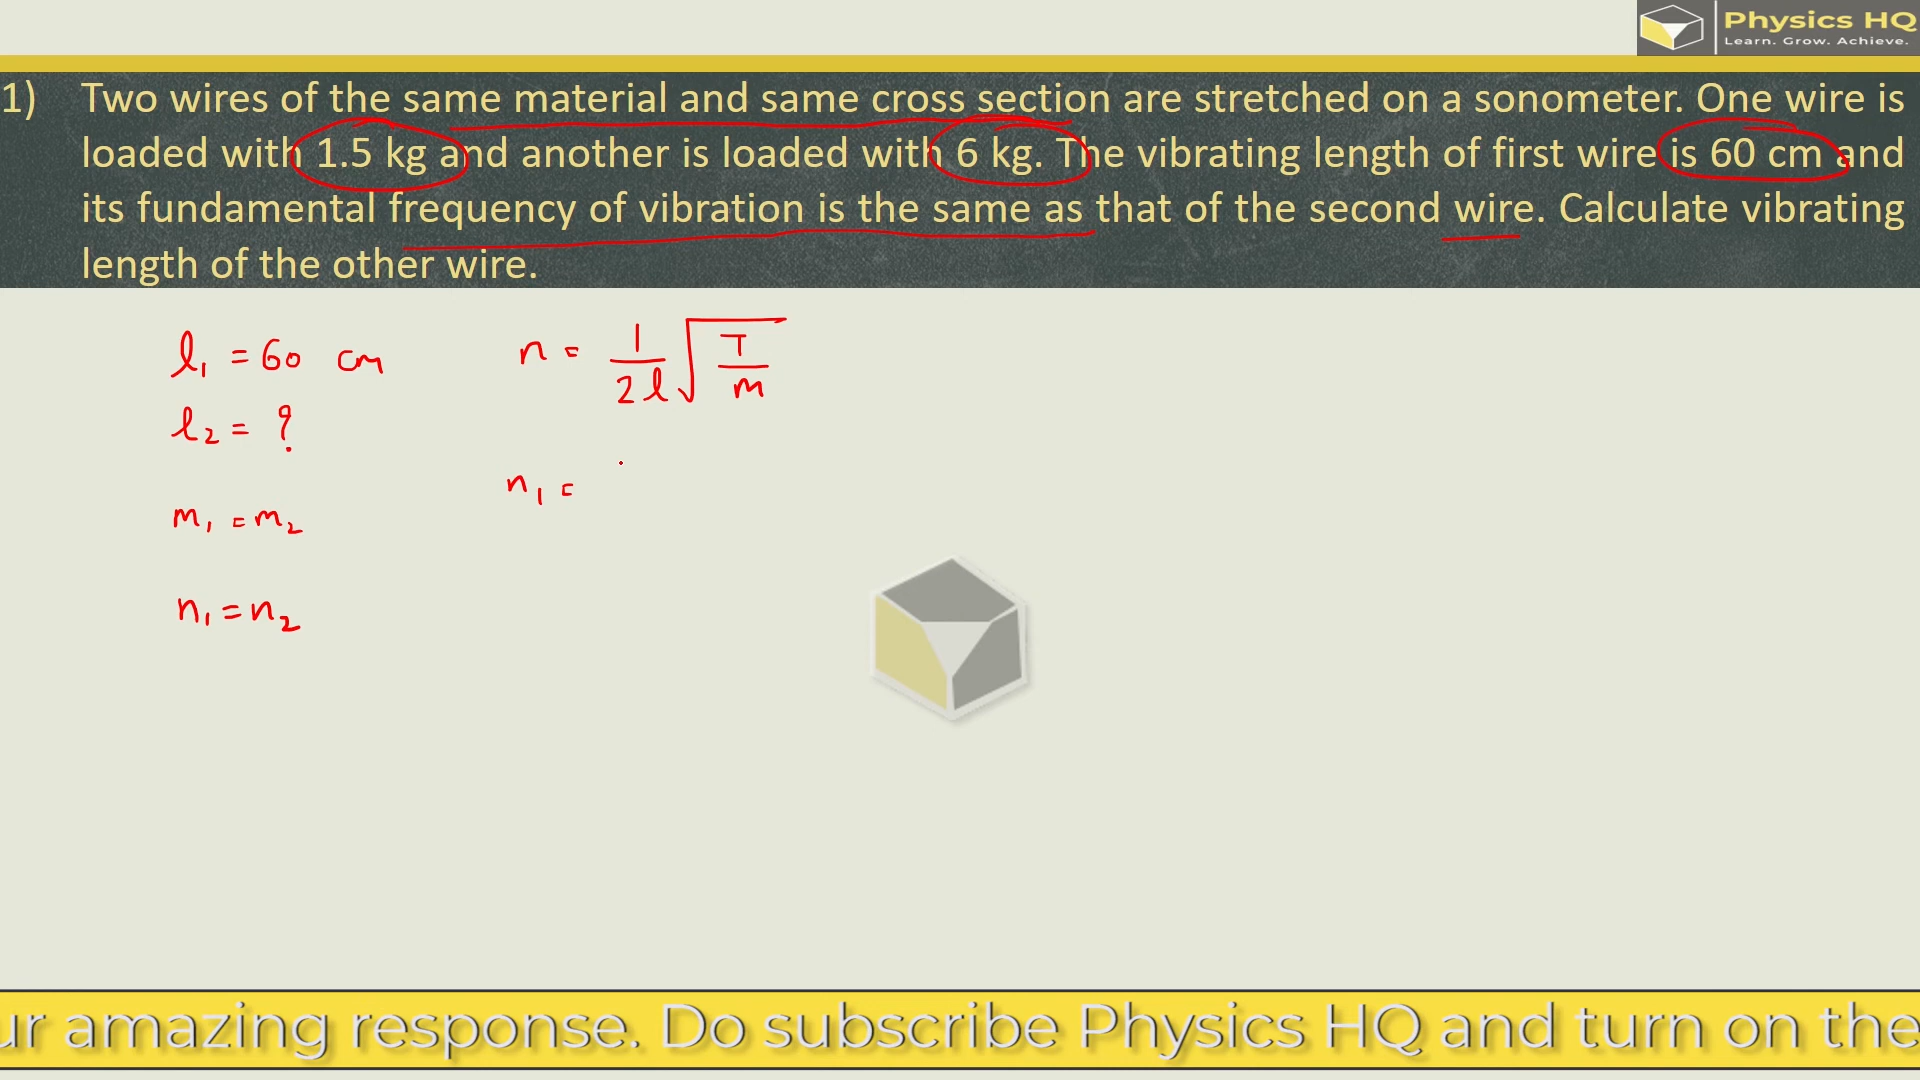 Physics HQ
Learn. Grow. Achieve.
1) Two wires of the same material and same cross section are stretched on a sonometer. One wire is
loaded with 1.5 kg and another is loaded with 6 kg. The vibrating length of first wire is 60 cm and
its fundamental frequency of vibration is the same as that of the second wire. Calculate vibrating
length of the other wire.
l₁ = 60 cm
n = 1/2l √T/m
l₂ = ?
n₁ =
m₁ = m₂
n₁ = n₂
ur amazing response. Do subscribe Physics HQ and turn on the